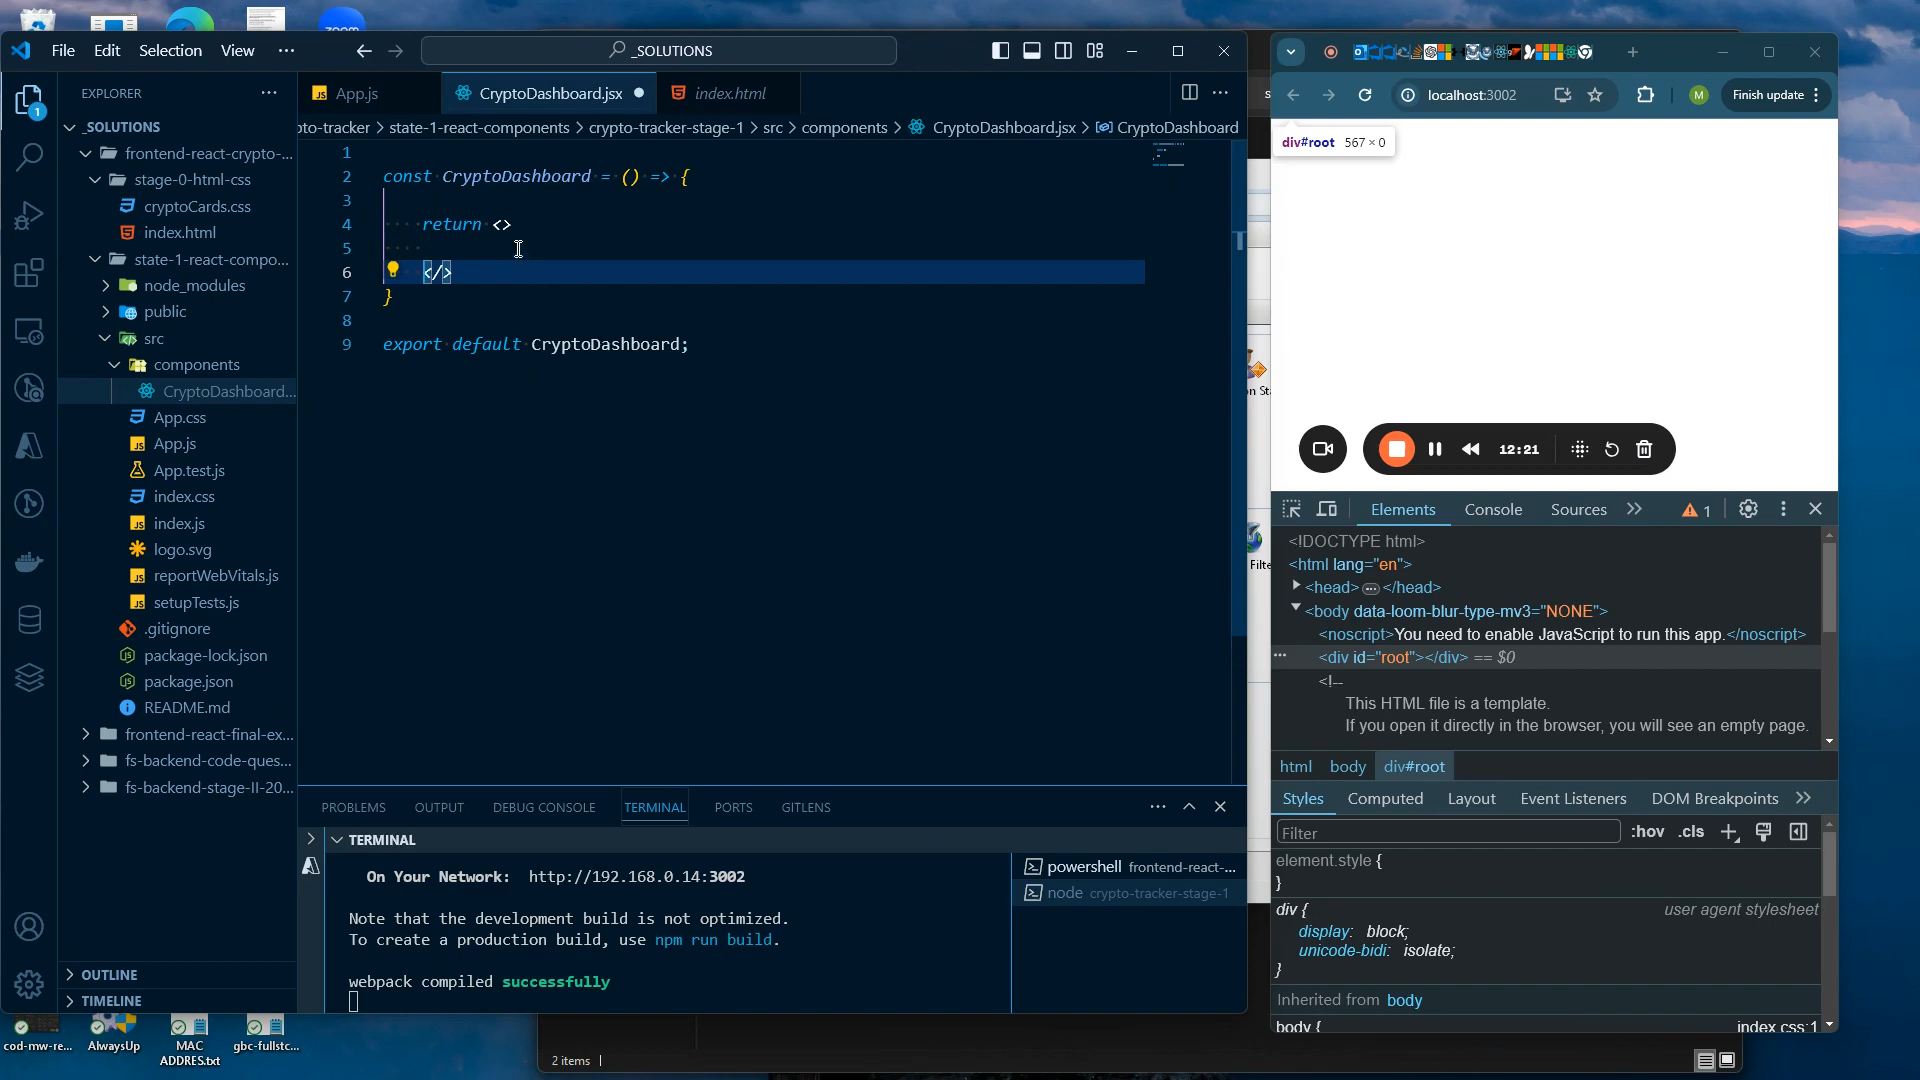 zoom
File Edit Selection View ··· _SOLUTIONS
EXPLORER
_SOLUTIONS
frontend-react-crypto-...
stage-0-html-css
cryptoCards.css
index.html
state-1-react-compo...
node_modules
public
src
components
CryptoDashboard...
App.css
App.js
App.test.js
index.css
index.js
logo.svg
reportWebVitals.js
setupTests.js
.gitignore
package-lock.json
package.json
README.md
frontend-react-final-ex...
fs-backend-code-ques...
fs-backend-stage-II-20...
OUTLINE
TIMELINE
App.js CryptoDashboard.jsx index.html
pto-tracker > state-1-react-components > crypto-tracker-stage-1 > src > components > CryptoDashboard.jsx > CryptoDashboard
1
2 const CryptoDashboard = () => {
3
4 return <>
5
6 </>
7 }
8
9 export default CryptoDashboard;
PROBLEMS OUTPUT DEBUG CONSOLE TERMINAL PORTS GITLENS
TERMINAL
On Your Network: http://192.168.0.14:3002
Note that the development build is not optimized.
To create a production build, use npm run build.
webpack compiled successfully
powershell frontend-react-...
node crypto-tracker-stage-1
on St
Filte
localhost:3002 M Finish update
div#root 567 × 0
12:21
Elements Console Sources 1
<!DOCTYPE html>
<html lang="en">
<head> ··· </head>
<body data-loom-blur-type-mv3="NONE">
<noscript>You need to enable JavaScript to run this app.</noscript>
<div id="root"></div> == $0
<!--
This HTML file is a template.
If you open it directly in the browser, you will see an empty page.
html body div#root
Styles Computed Layout Event Listeners DOM Breakpoints
Filter :hov .cls
element.style {
}
div { user agent stylesheet
display: block;
unicode-bidi: isolate;
}
Inherited from body
body { index.css:1
cod-mw-re... AlwaysUp MAC ADDRES.txt gbc-fullstc...
2 items